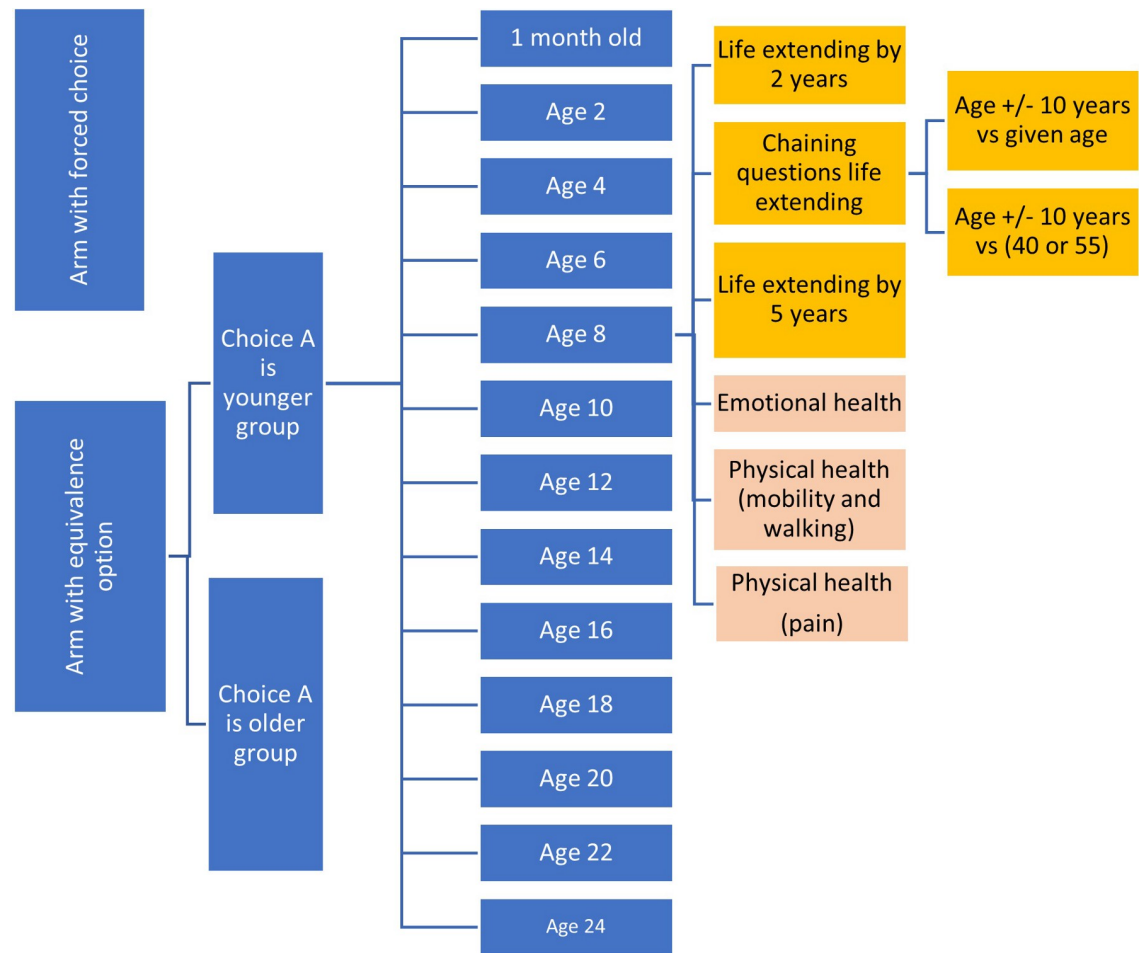 Arm with forced choice
Arm with equivalence
option
Choice A
is
younger
group
Choice A
is older
group
1 month old
Age 2
Age 4
Age 6
Age 8
Age 10
Age 12
Age 14
Age 16
Age 18
Age 20
Age 22
Age 24
Life extending by
2 years
Chaining
questions life
extending
Life extending by
5 years
Emotional health
Physical health
(mobility and
walking)
Physical health
(pain)
Age +/- 10 years
vs given age
Age +/- 10 years
vs (40 or 55)